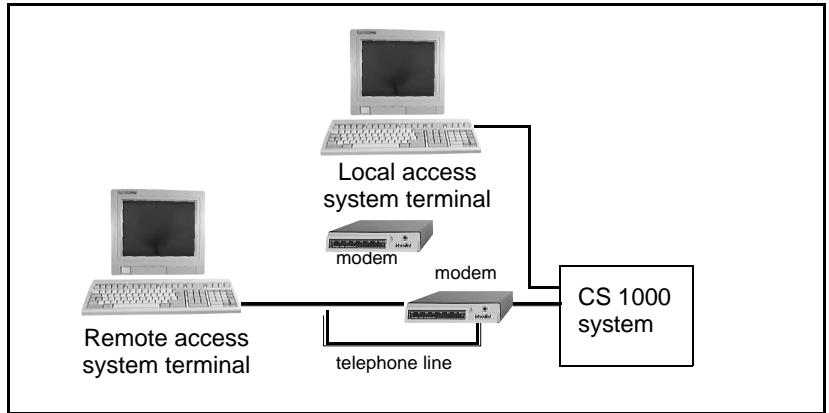 Local access
system terminal
modem
modem
CS 1000
system
Remote access
system terminal
telephone line